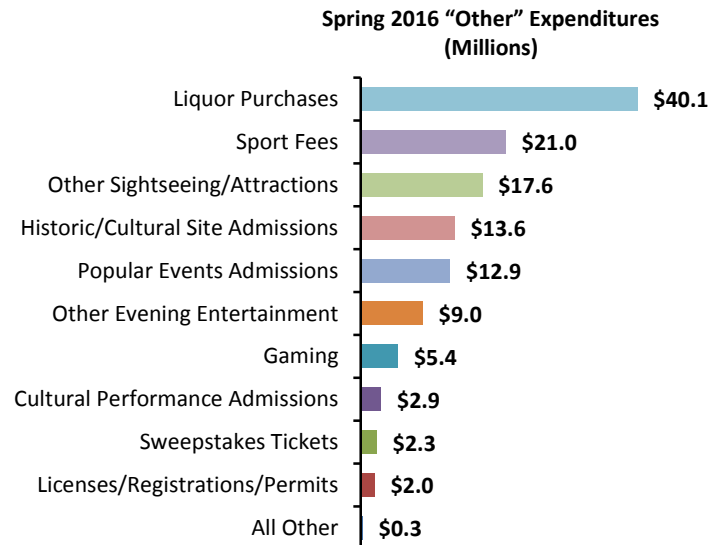 Spring 2016 “Other” Expenditures
(Millions)
Liquor Purchases $40.1
Sport Fees $21.0
Other Sightseeing/Attractions $17.6
Historic/Cultural Site Admissions $13.6
Popular Events Admissions $12.9
Other Evening Entertainment $9.0
Gaming $5.4
Cultural Performance Admissions $2.9
Sweepstakes Tickets $2.3
Licenses/Registrations/Permits $2.0
All Other $0.3